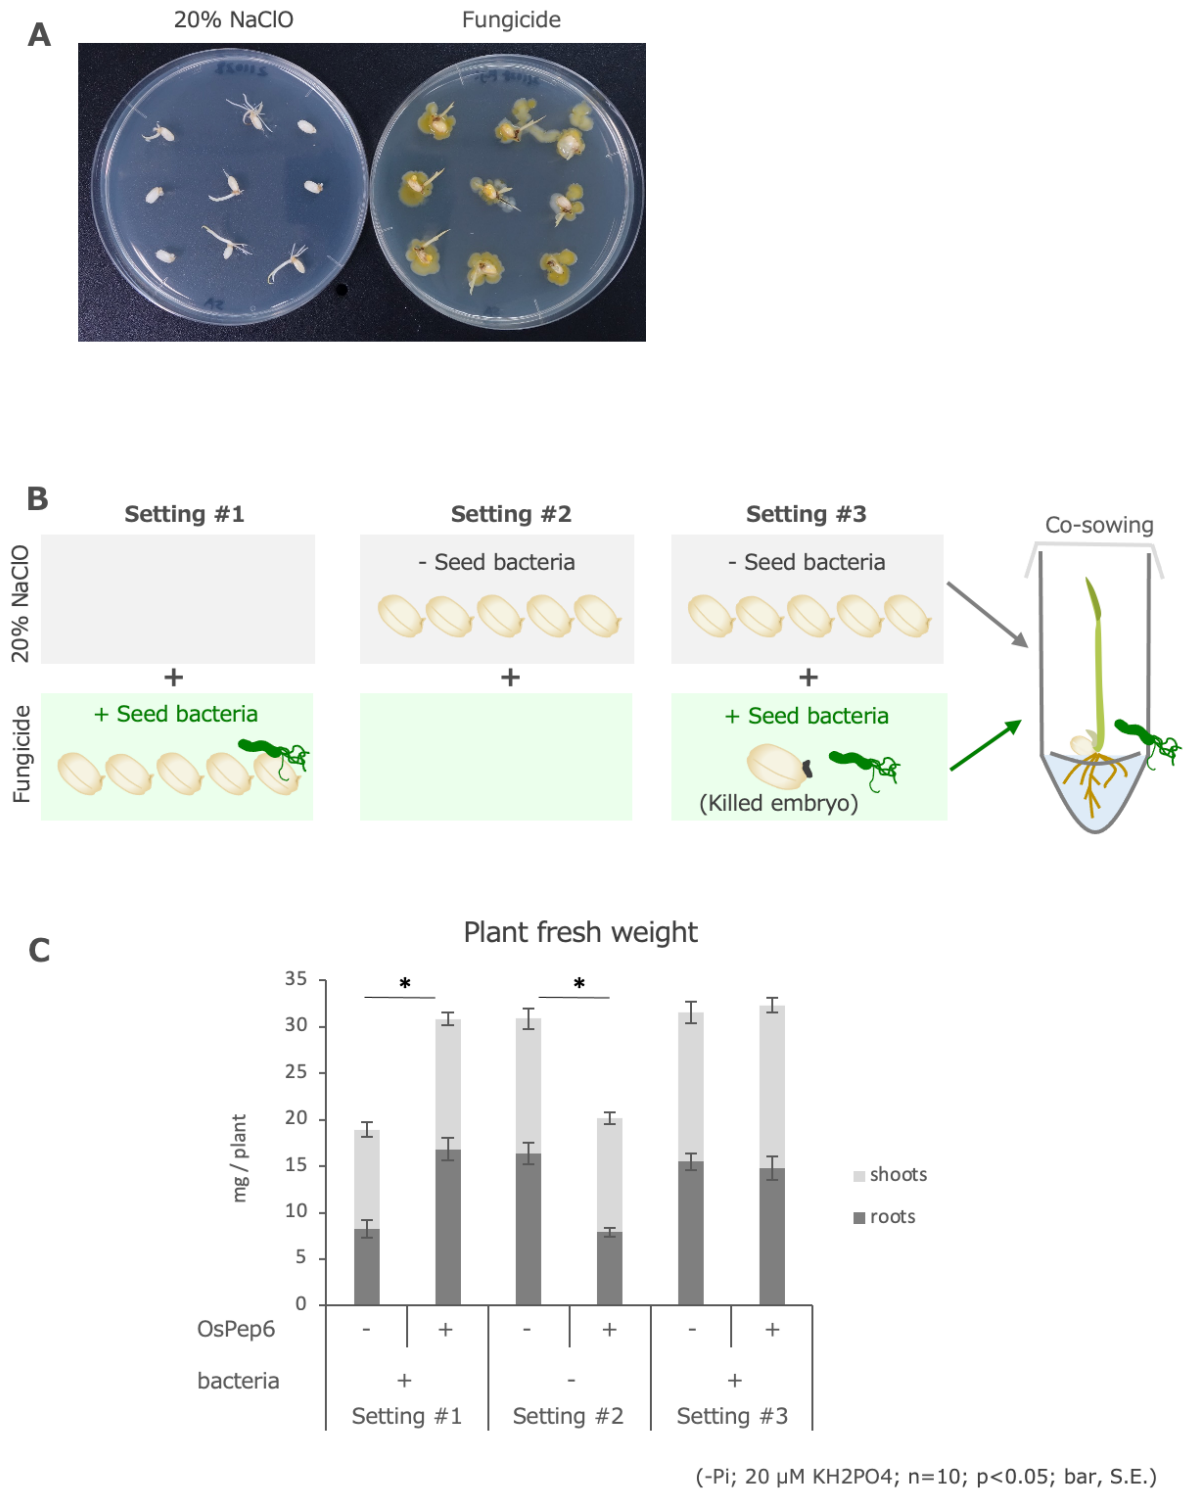 A
20% NaClO
Fungicide
B
Setting #1
Setting #2
Setting #3
Co-sowing
20% NaClO
- Seed bacteria
- Seed bacteria
+
+
+
Fungicide
+ Seed bacteria
+ Seed bacteria
(Killed embryo)
C
Plant fresh weight
mg / plant
35
30
25
20
15
10
5
0
*
*
shoots
roots
OsPep6
-
+
-
+
-
+
bacteria
+
-
+
Setting #1
Setting #2
Setting #3
(-Pi; 20 µM KH2PO4; n=10; p<0.05; bar, S.E.)